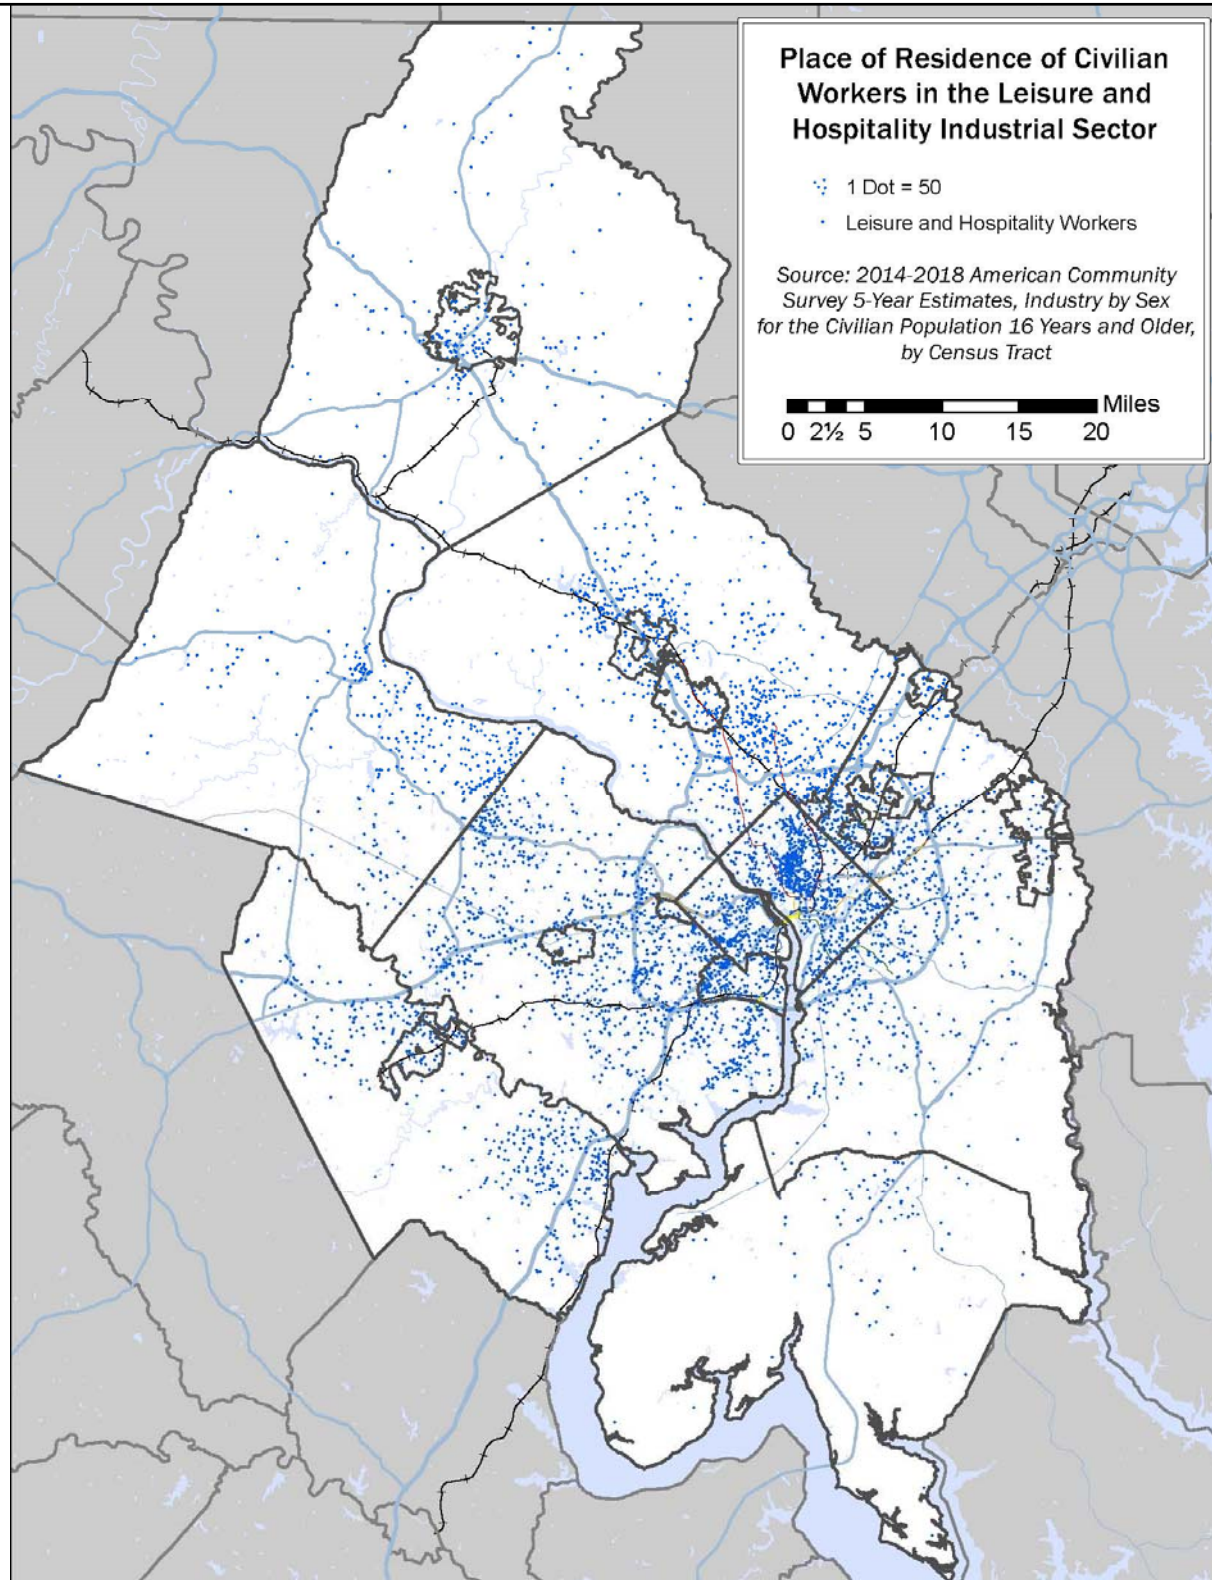 Place of Residence of Civilian
Workers in the Leisure and
Hospitality Industrial Sector
1 Dot = 50
Leisure and Hospitality Workers
Source: 2014-2018 American Community
Survey 5-Year Estimates, Industry by Sex
for the Civilian Population 16 Years and Older,
by Census Tract
Miles
0 2½ 5 10 15 20